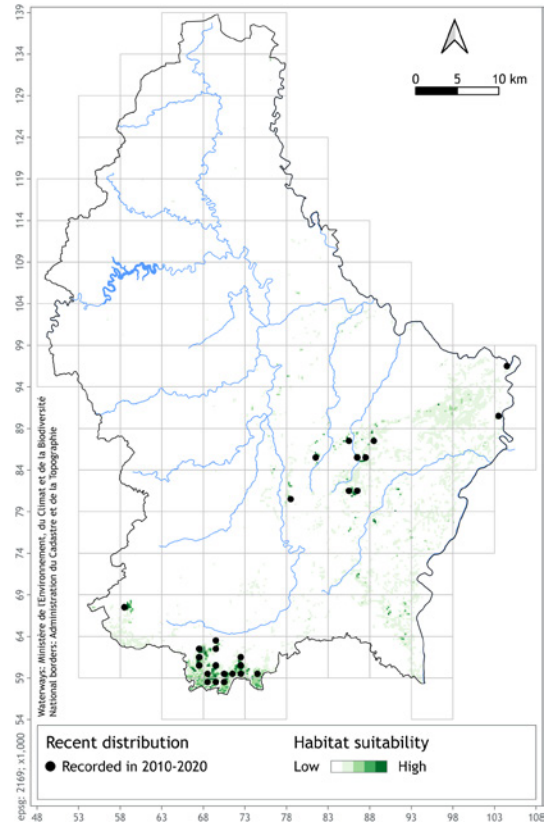 139
134
129
124
119
114
109
104
99
94
89
84
79
74
69
64
59
54
0 5 10 km
Waterways: Ministère de l'Environnement, du Climat et de la Biodiversité
National borders: Administration du Cadastre et de la Topographie
epsg: 2169; x1,000
Recent distribution
Recorded in 2010-2020
Habitat suitability
Low High
48 53 58 63 68 73 78 83 88 93 98 103 108